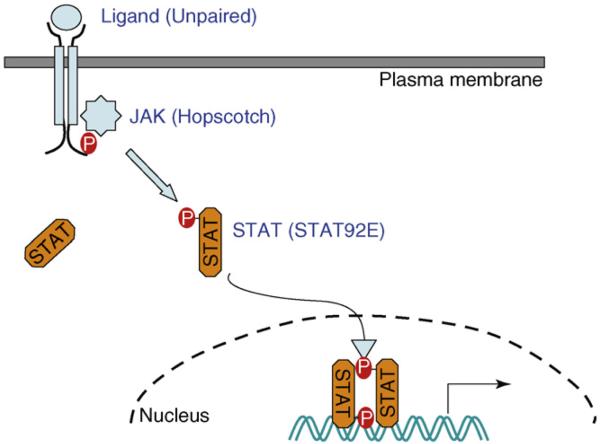 Ligand (Unpaired)
Plasma membrane
JAK (Hopscotch)
P
P
STAT
STAT (STAT92E)
STAT
P
STAT
STAT
P
Nucleus